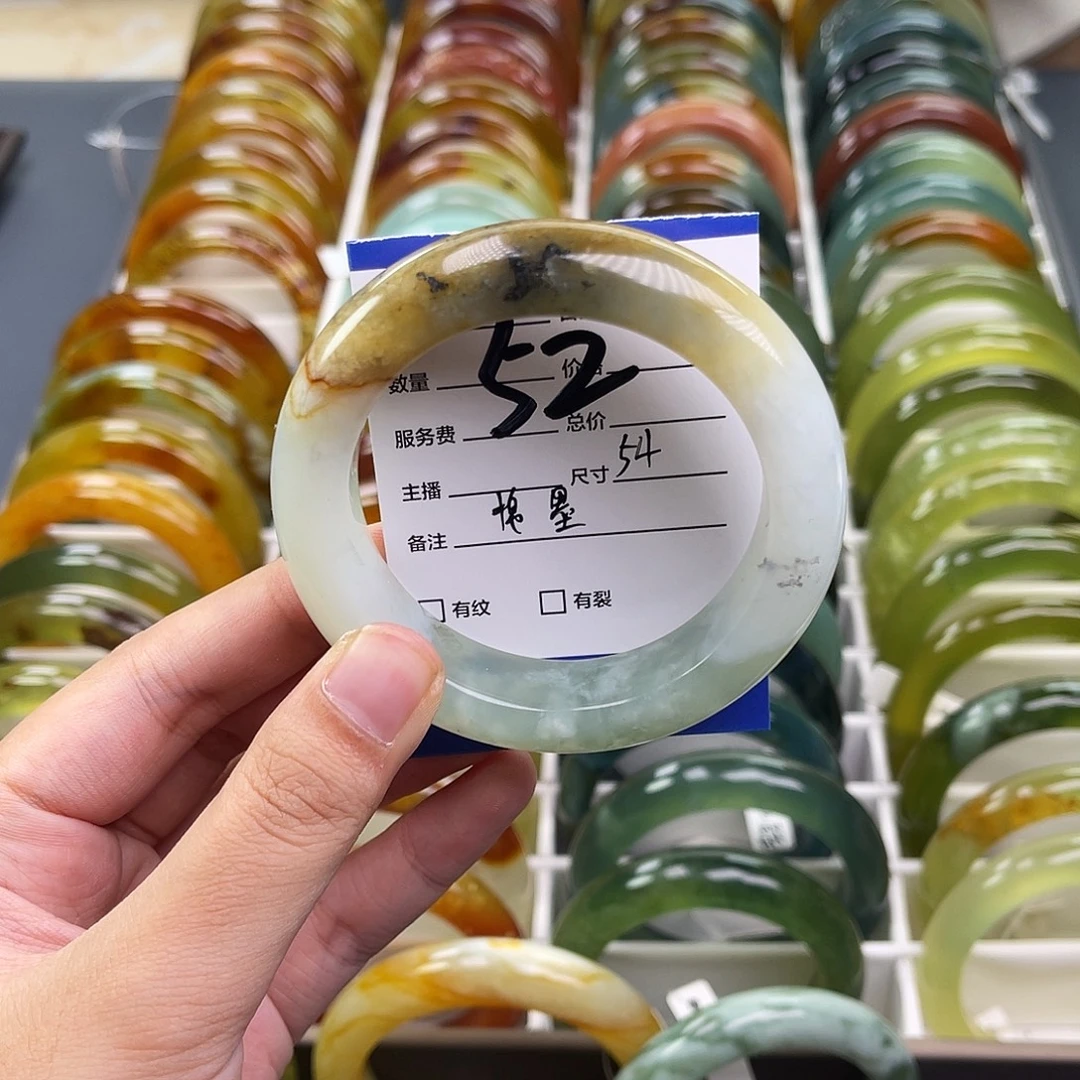 52
数量 价格
服务费 总价
主播 尺寸 54
备注 墨
有纹 有裂